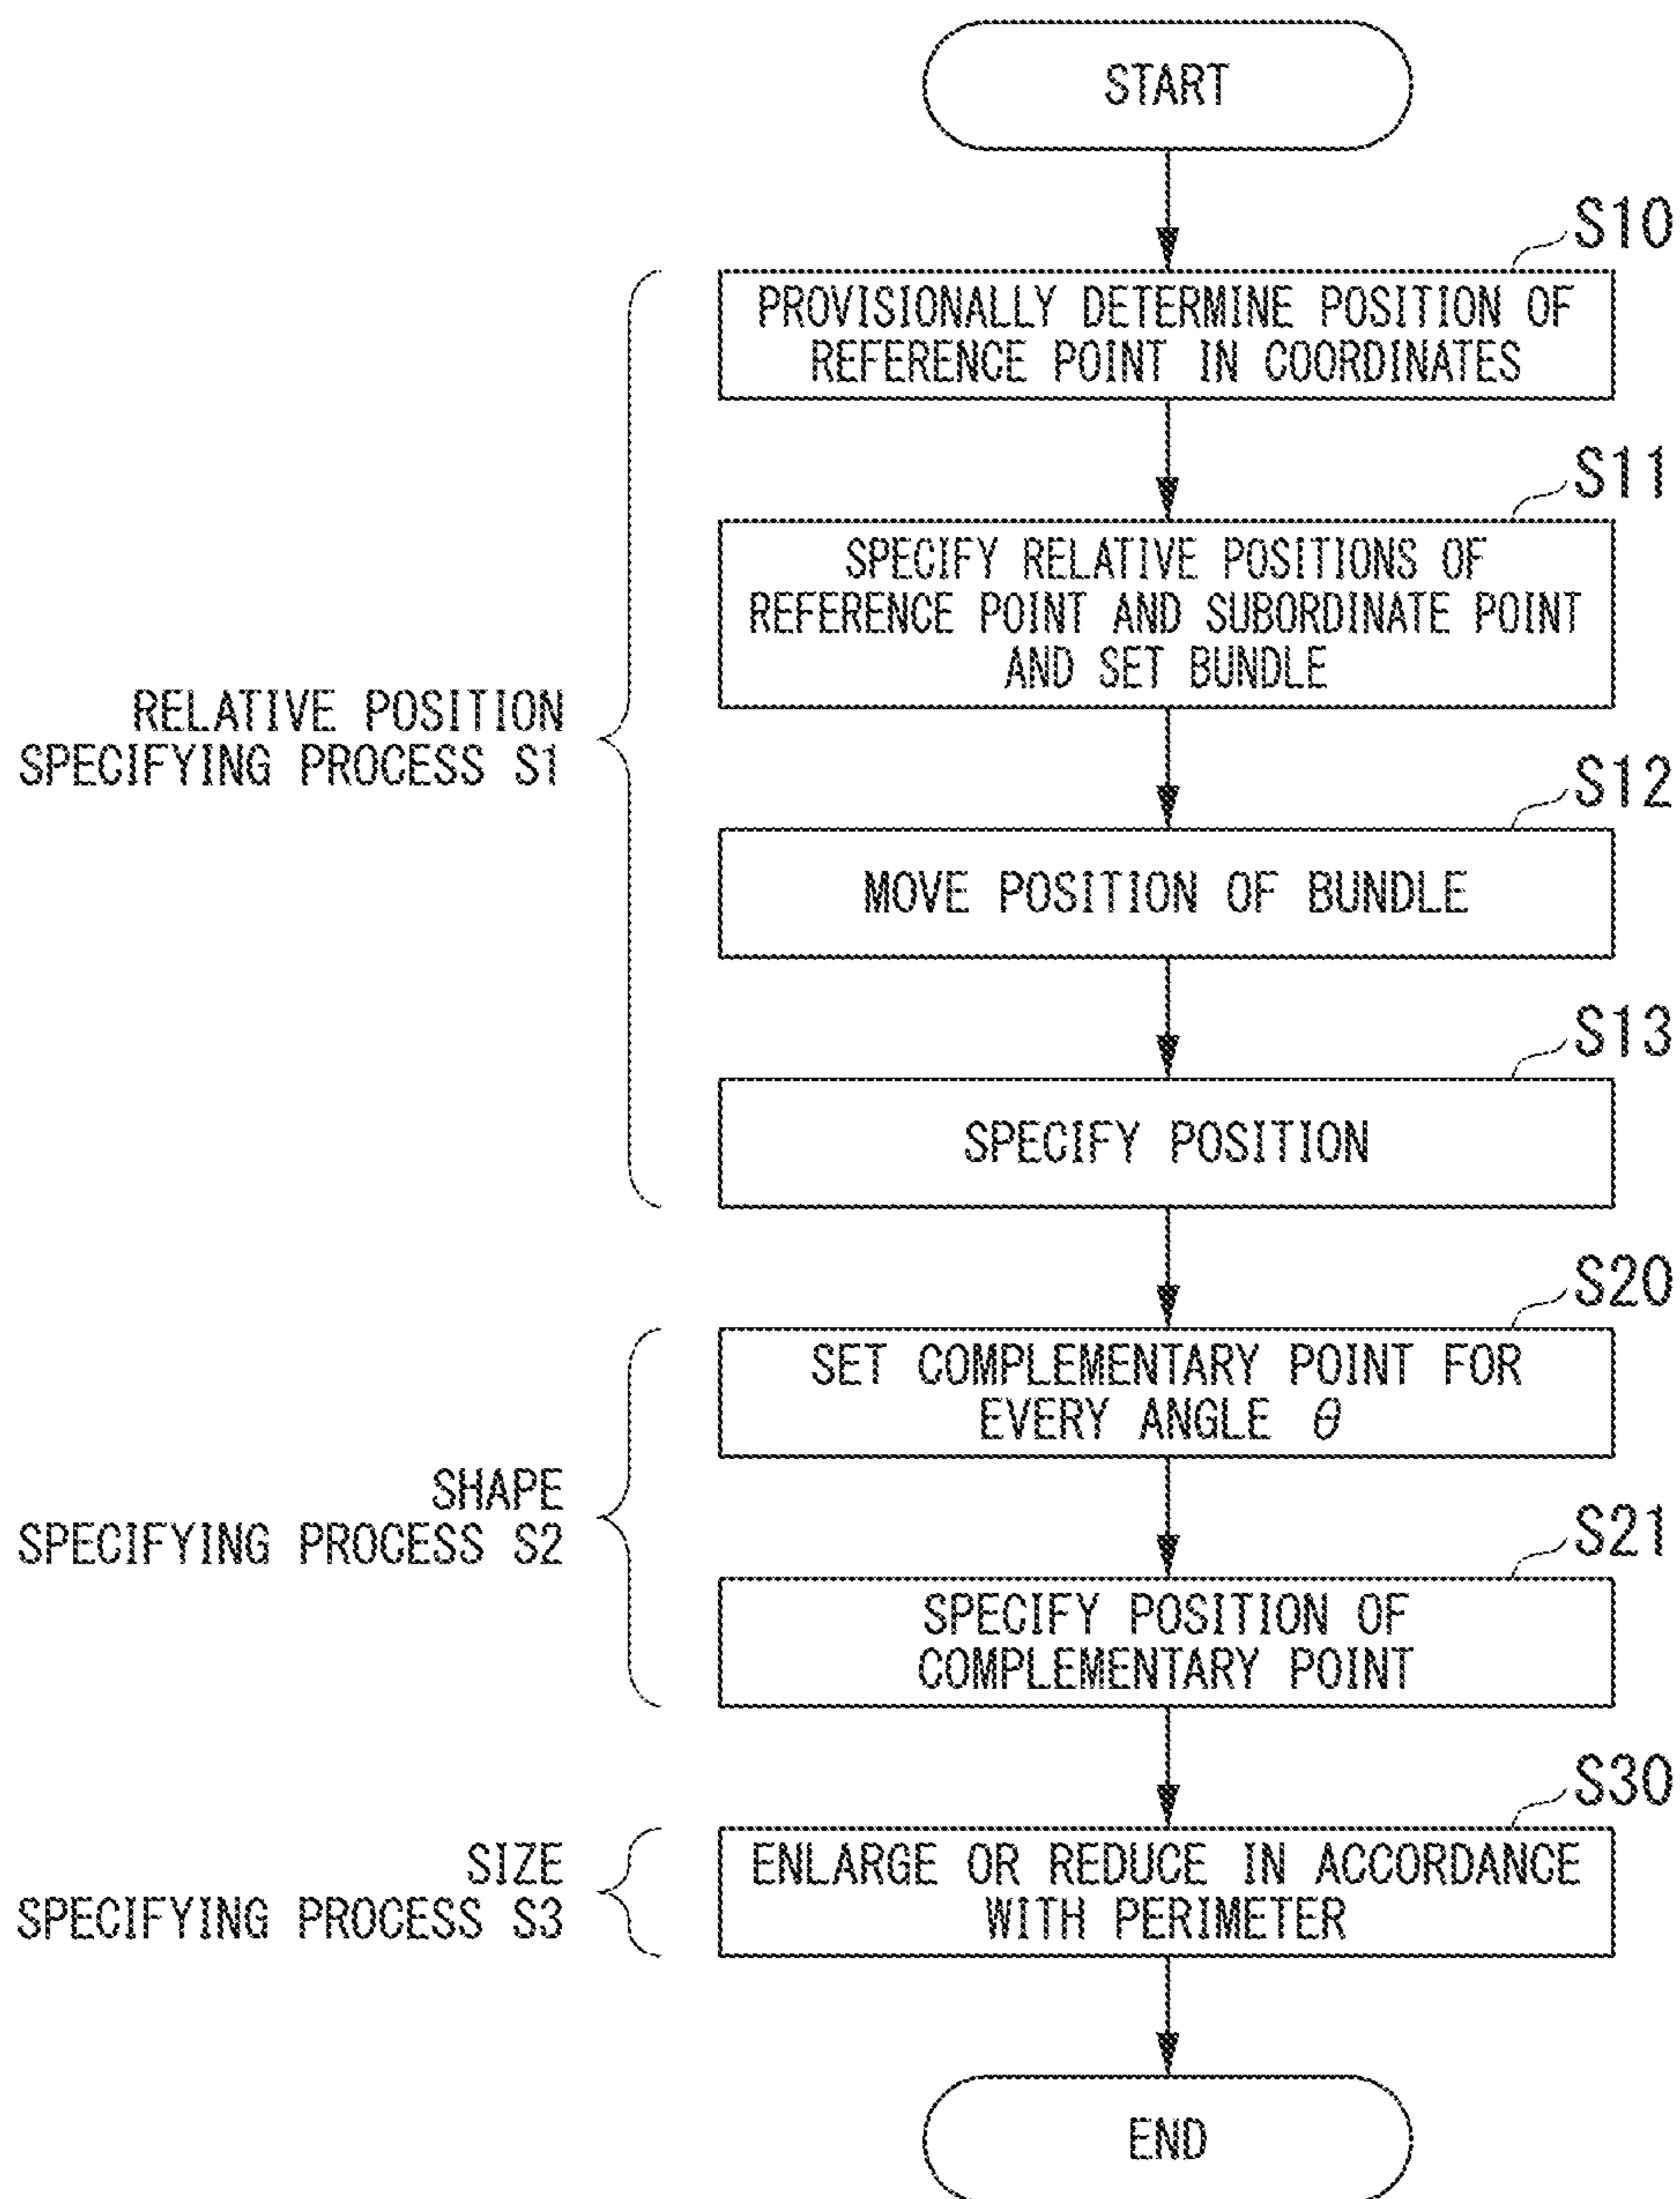 START
S10
PROVISIONALLY DETERMINE POSITION OF
REFERENCE POINT IN COORDINATES
S11
SPECIFY RELATIVE POSITIONS OF
REFERENCE POINT AND SUBORDINATE POINT
AND SET BUNDLE
RELATIVE POSITION
SPECIFYING PROCESS S1
S12
MOVE POSITION OF BUNDLE
S13
SPECIFY POSITION
S20
SET COMPLEMENTARY POINT FOR
EVERY ANGLE θ
SHAPE
SPECIFYING PROCESS S2
S21
SPECIFY POSITION OF
COMPLEMENTARY POINT
S30
SIZE
SPECIFYING PROCESS S3
ENLARGE OR REDUCE IN ACCORDANCE
WITH PERIMETER
END